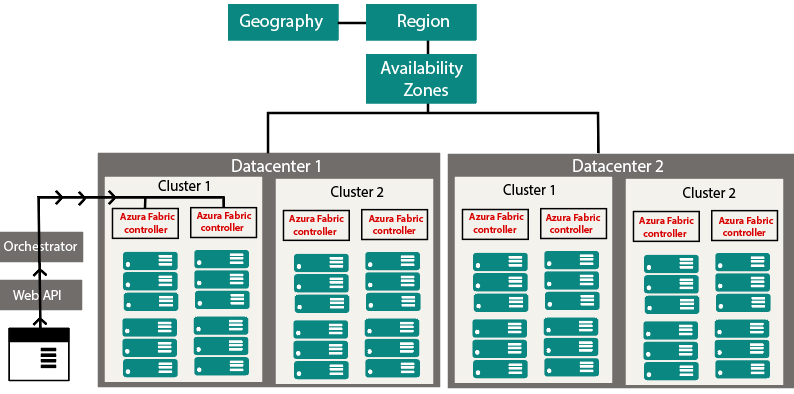 Geography
Region
Availability
Zones
Datacenter 1
Cluster 1
Azura Fabric
controller
Azura Fabric
controller
Cluster 2
Azura Fabric
controller
Azura Fabric
controller
Datacenter 2
Cluster 1
Azura Fabric
controller
Azura Fabric
controller
Cluster 2
Azura Fabric
controller
Azura Fabric
controller
Orchestrator
Web API